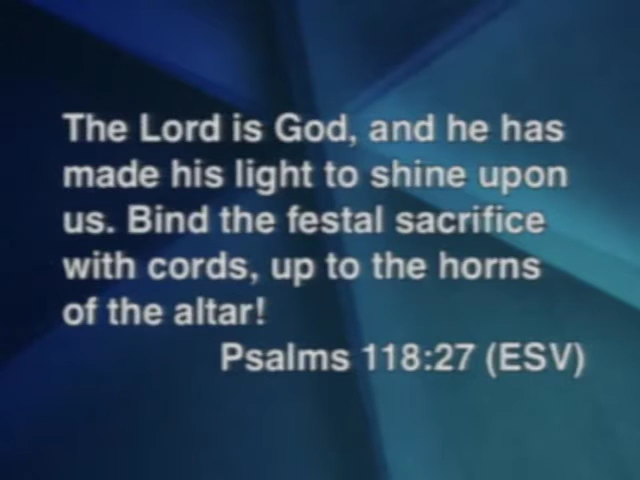 The Lord is God, and he has
made his light to shine upon
us. Bind the festal sacrifice
with cords, up to the horns
of the altar!
Psalms 118:27 (ESV)